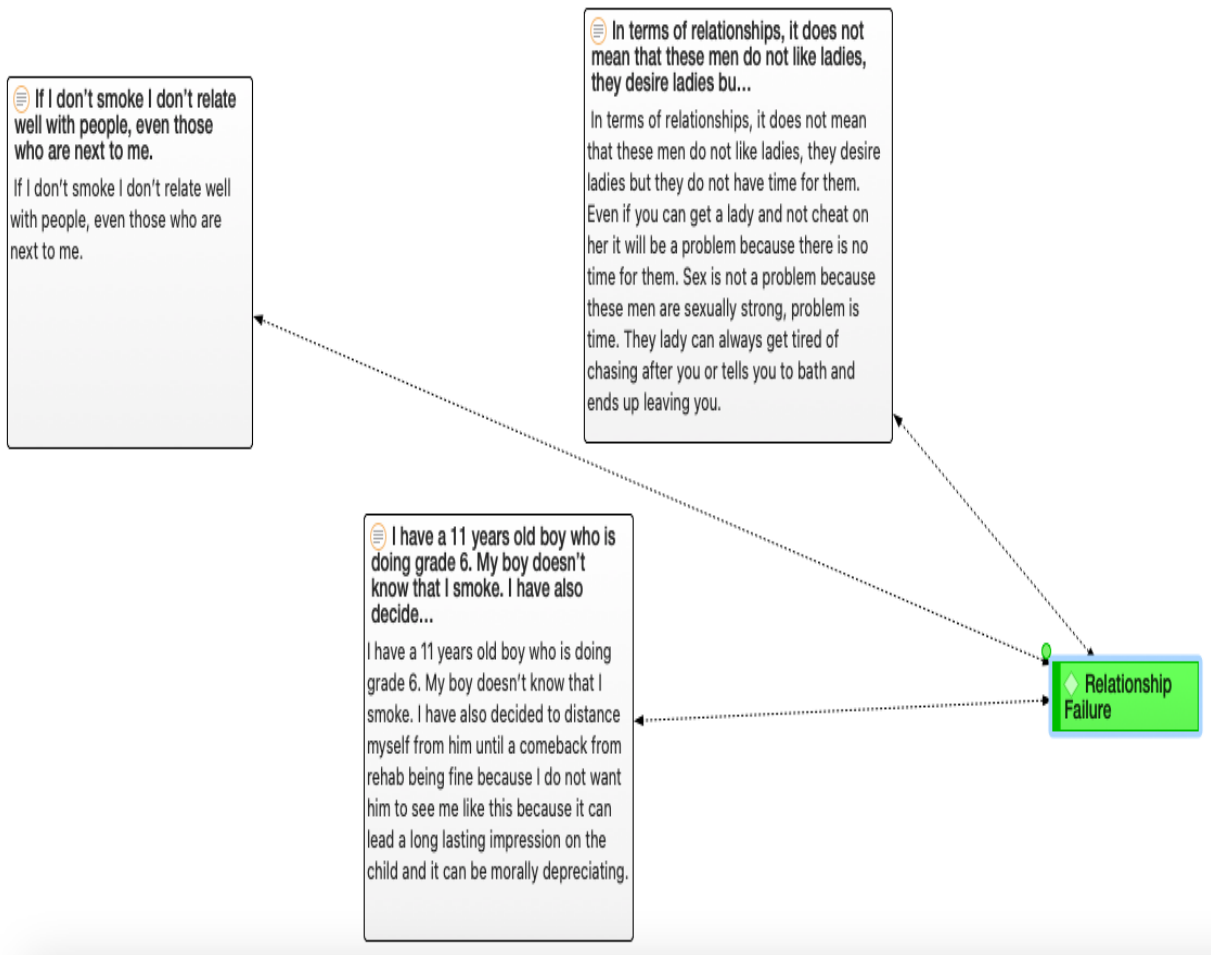 If I don’t smoke I don’t relate
well with people, even those
who are next to me.
If I don’t smoke I don’t relate well
with people, even those who are
next to me.
In terms of relationships, it does not
mean that these men do not like ladies,
they desire ladies bu...
In terms of relationships, it does not mean
that these men do not like ladies, they desire
ladies but they do not have time for them.
Even if you can get a lady and not cheat on
her it will be a problem because there is no
time for them. Sex is not a problem because
these men are sexually strong, problem is
time. They lady can always get tired of
chasing after you or tells you to bath and
ends up leaving you.
I have a 11 years old boy who is
doing grade 6. My boy doesn’t
know that I smoke. I have also
decide...
I have a 11 years old boy who is doing
grade 6. My boy doesn’t know that I
smoke. I have also decided to distance
myself from him until a comeback from
rehab being fine because I do not want
him to see me like this because it can
lead a long lasting impression on the
child and it can be morally depreciating.
Relationship
Failure